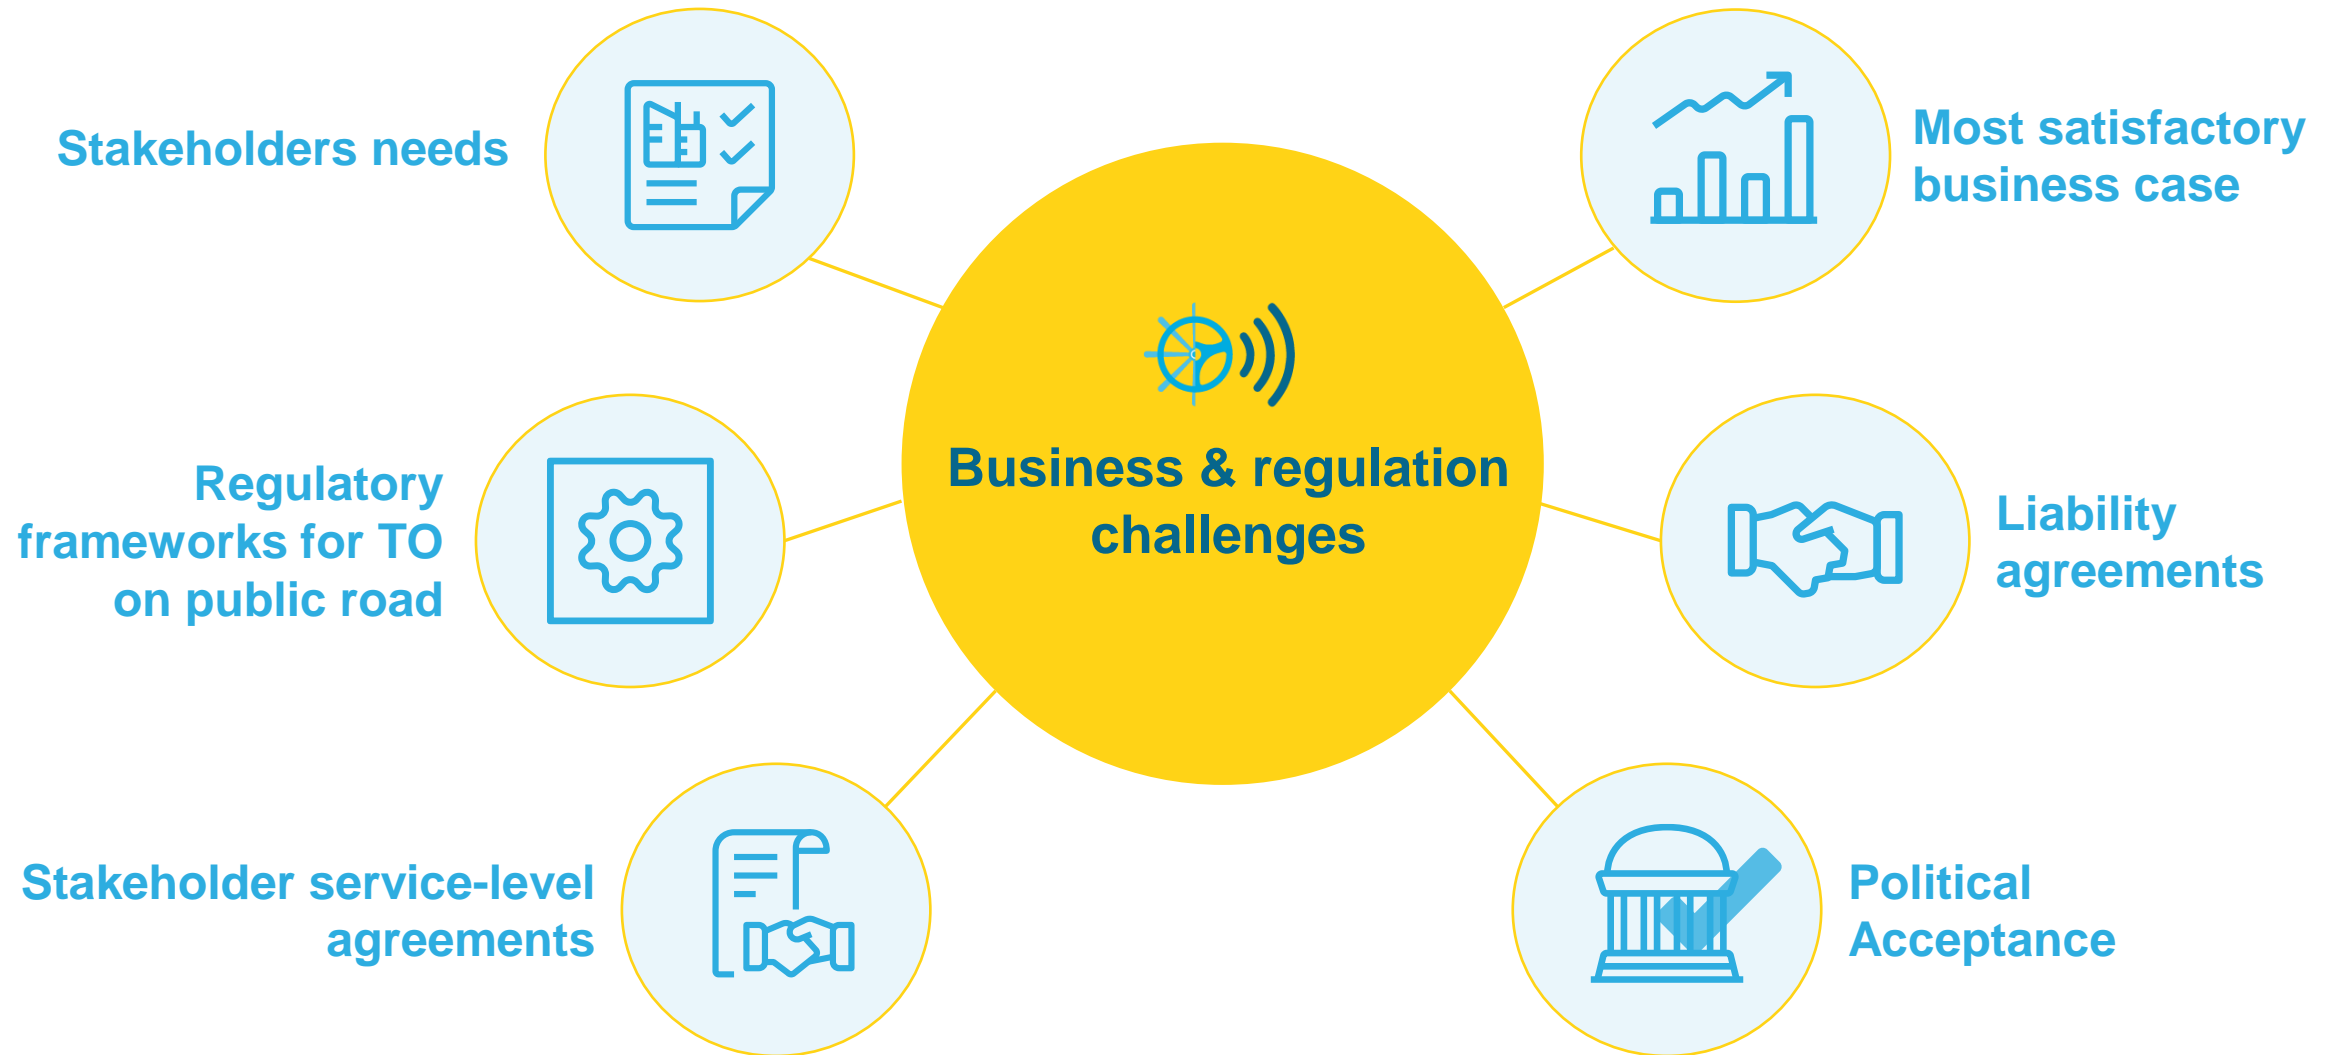 Stakeholders needs
Regulatory
frameworks for TO
on public road
Stakeholder service-level
agreements
Business & regulation
challenges
Most satisfactory
business case
Liability
agreements
Political
Acceptance